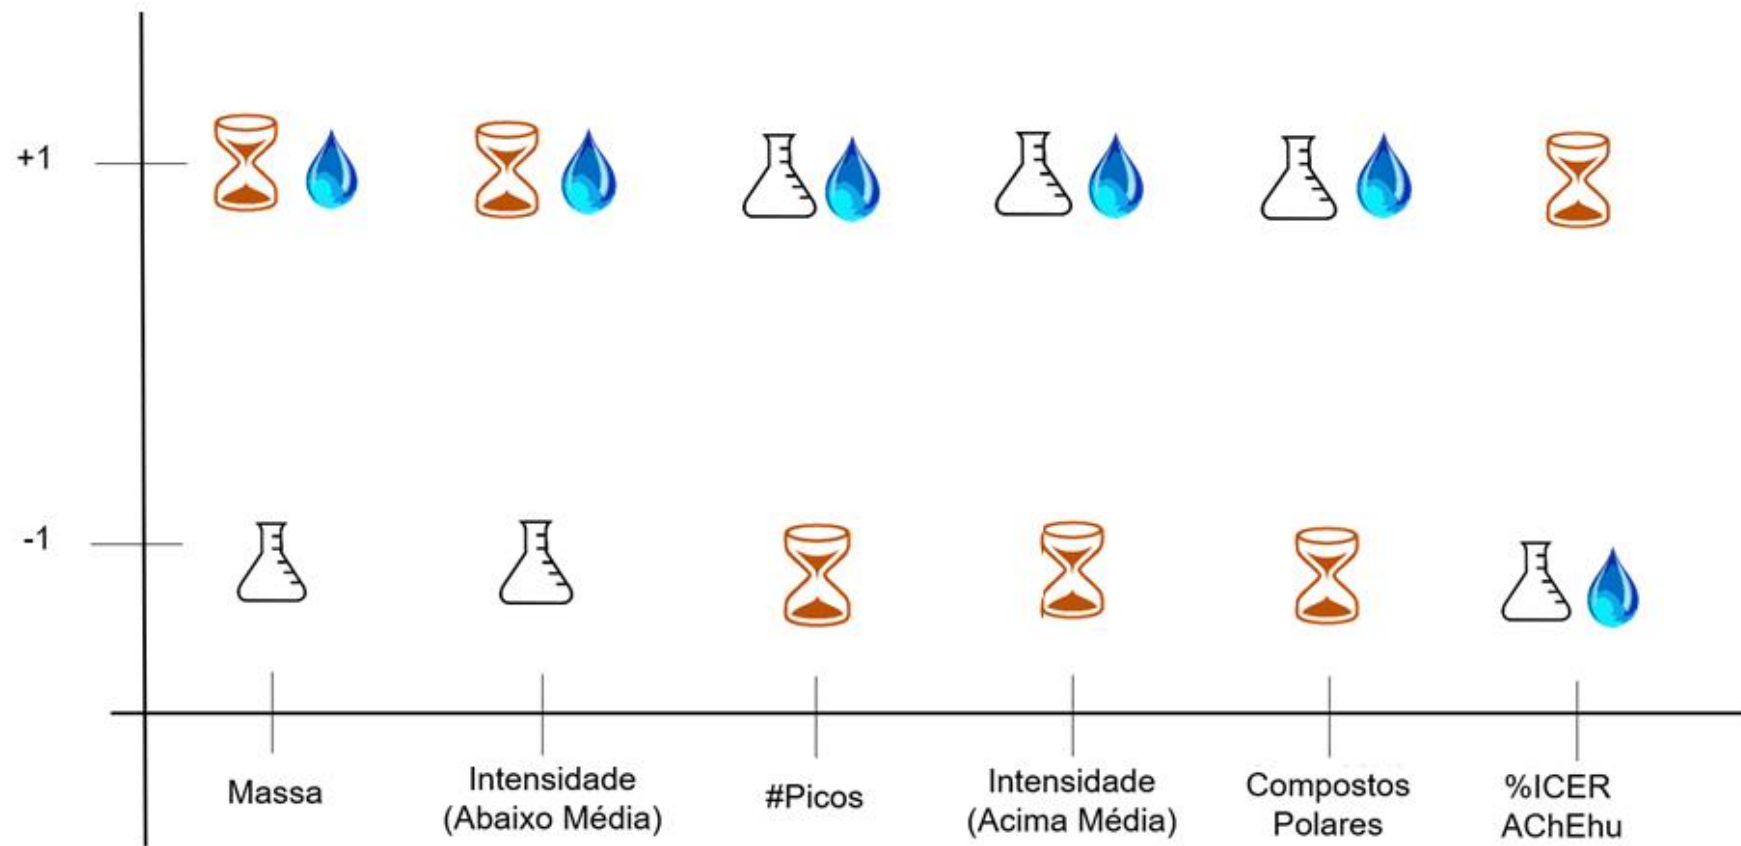 +1
-1
Massa
Intensidade
(Abaixo Média)
#Picos
Intensidade
(Acima Média)
Compostos
Polares
%ICER
AChEhu